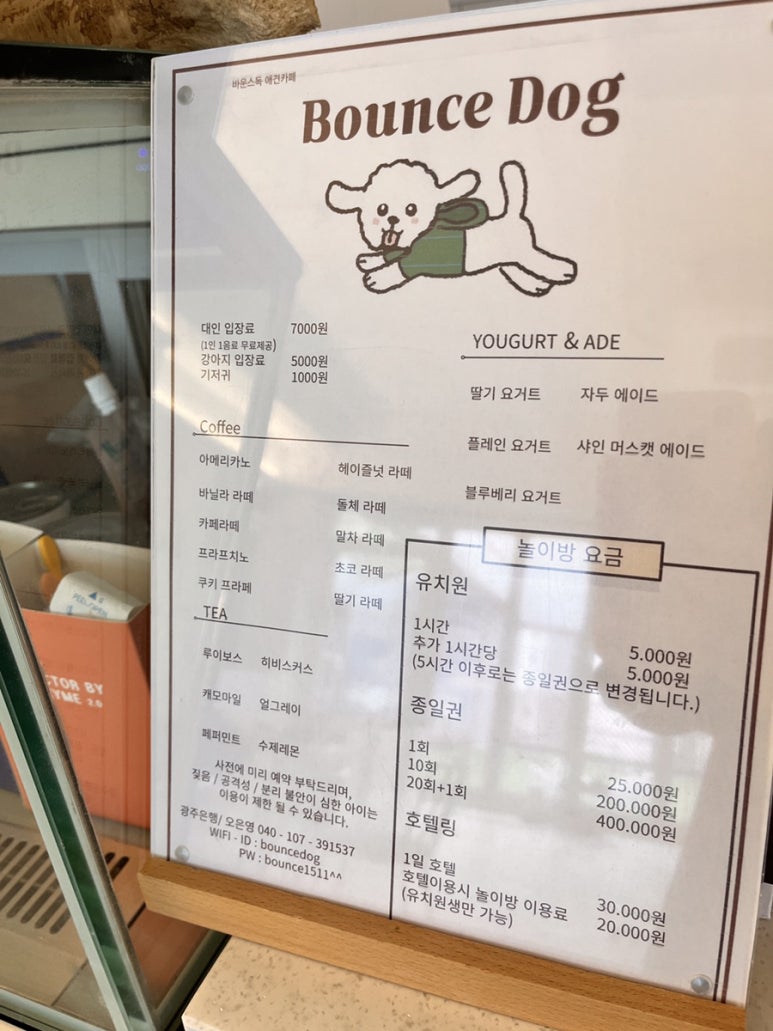 바운스독 애견카페
Bounce Dog
대인 입장료 7000원
(1인 1음료 무료제공)
강아지 입장료 5000원
기저귀 1000원
Coffee
아메리카노 헤이즐넛 라떼
바닐라 라떼 돌체 라떼
카페라떼 말차 라떼
프라프치노 초코 라떼
쿠키 프라페 딸기 라떼
TEA
루이보스 히비스커스
캐모마일 얼그레이
페퍼민트 수제레몬
사전에 미리 예약 부탁드리며,
짖음 / 공격성 / 분리 불안이 심한 아이는
이용이 제한 될 수 있습니다.
광주은행/ 오은영 040 - 107 - 391537
WIFI - ID : bouncedog
PW : bounce1511^^
YOUGURT & ADE
딸기 요거트 자두 에이드
플레인 요거트 샤인 머스캣 에이드
블루베리 요거트
놀이방 요금
유치원
1시간 5.000원
추가 1시간당 5.000원
(5시간 이후로는 종일권으로 변경됩니다.)
종일권
1회 25.000원
10회 200.000원
20회+1회 400.000원
호텔링
1일 호텔 30.000원
호텔이용시 놀이방 이용료 20.000원
(유치원생만 가능)
PEEL/OPEN
CTOR BY
YME 2.0